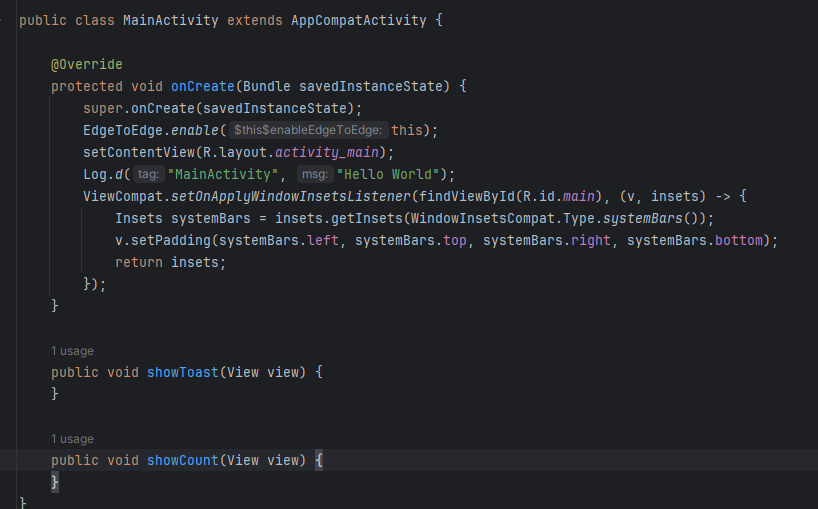 public class MainActivity extends AppCompatActivity {
@Override
protected void onCreate(Bundle savedInstanceState) {
super.onCreate(savedInstanceState);
EdgeToEdge.enable( $this$enableEdgeToEdge: this);
setContentView(R.layout.activity_main);
Log.d( tag: "MainActivity", msg: "Hello World");
ViewCompat.setOnApplyWindowInsetsListener(findViewById(R.id.main), (v, insets) -> {
Insets systemBars = insets.getInsets(WindowInsetsCompat.Type.systemBars());
v.setPadding(systemBars.left, systemBars.top, systemBars.right, systemBars.bottom);
return insets;
});
}
1 usage
public void showToast(View view) {
}
1 usage
public void showCount(View view) {
}
}